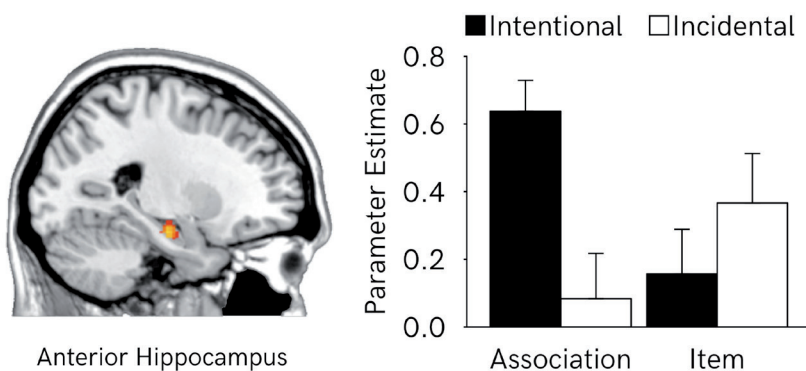 Anterior Hippocampus
Intentional Incidental
Parameter Estimate
0.8
0.6
0.4
0.2
0.0
Association Item